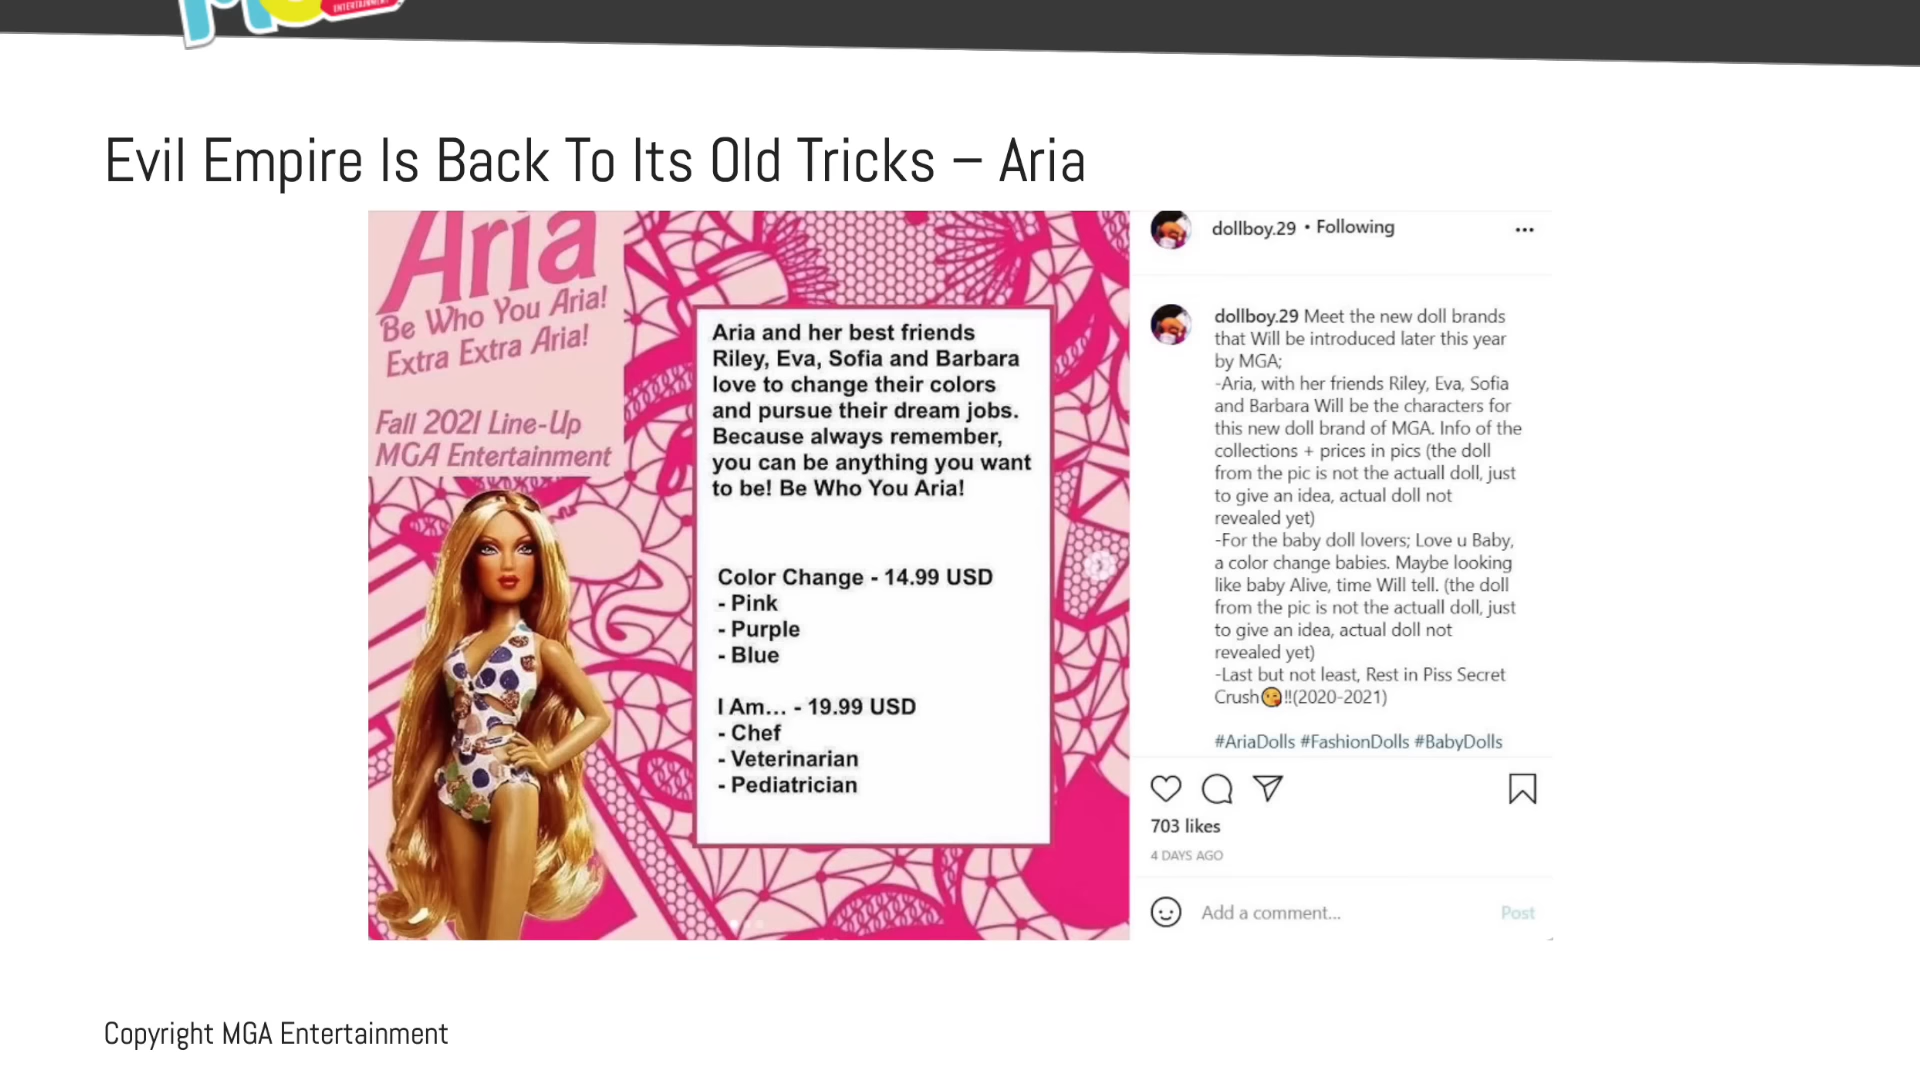 ENTERTAINMENT
Evil Empire Is Back To Its Old Tricks – Aria
Aria
Be Who You Aria!
Extra Extra Aria!
Fall 2021 Line-Up
MGA Entertainment
Aria and her best friends
Riley, Eva, Sofia and Barbara
love to change their colors
and pursue their dream jobs.
Because always remember,
you can be anything you want
to be! Be Who You Aria!
Color Change - 14.99 USD
- Pink
- Purple
- Blue
I Am... - 19.99 USD
- Chef
- Veterinarian
- Pediatrician
dollboy.29 • Following
dollboy.29 Meet the new doll brands
that Will be introduced later this year
by MGA;
-Aria, with her friends Riley, Eva, Sofia
and Barbara Will be the characters for
this new doll brand of MGA. Info of the
collections + prices in pics (the doll
from the pic is not the actuall doll, just
to give an idea, actual doll not
revealed yet)
-For the baby doll lovers; Love u Baby,
a color change babies. Maybe looking
like baby Alive, time Will tell. (the doll
from the pic is not the actuall doll, just
to give an idea, actual doll not
revealed yet)
-Last but not least, Rest in Piss Secret
Crush😘!!(2020-2021)
#AriaDolls #FashionDolls #BabyDolls
703 likes
4 DAYS AGO
Add a comment...
Post
Copyright MGA Entertainment